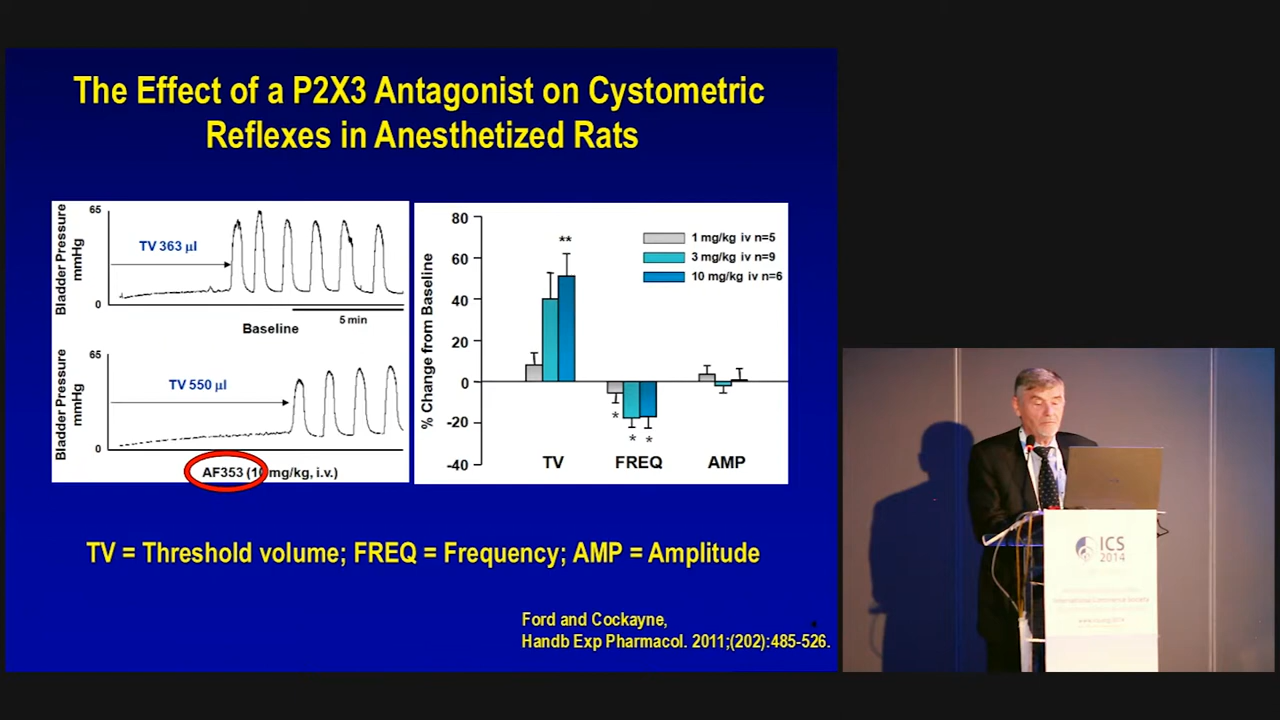 The Effect of a P2X3 Antagonist on Cystometric
Reflexes in Anesthetized Rats
Bladder Pressure
mmHg
65
TV 363 µl
0
5 min
Baseline
Bladder Pressure
mmHg
65
TV 550 µl
0
AF353 (10 mg/kg, i.v.)
% Change from Baseline
80
60
40
20
0
-20
-40
**
*
*
*
1 mg/kg iv n=5
3 mg/kg iv n=9
10 mg/kg iv n=6
TV
FREQ
AMP
TV = Threshold volume; FREQ = Frequency; AMP = Amplitude
Ford and Cockayne,
Handb Exp Pharmacol. 2011;(202):485-526.
ICS
2014
International Continence Society